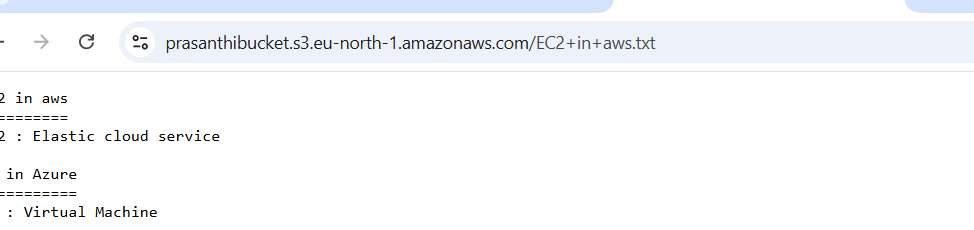 prasanthibucket.s3.eu-north-1.amazonaws.com/EC2+in+aws.txt
2 in aws
========
2 : Elastic cloud service
in Azure
=========
: Virtual Machine